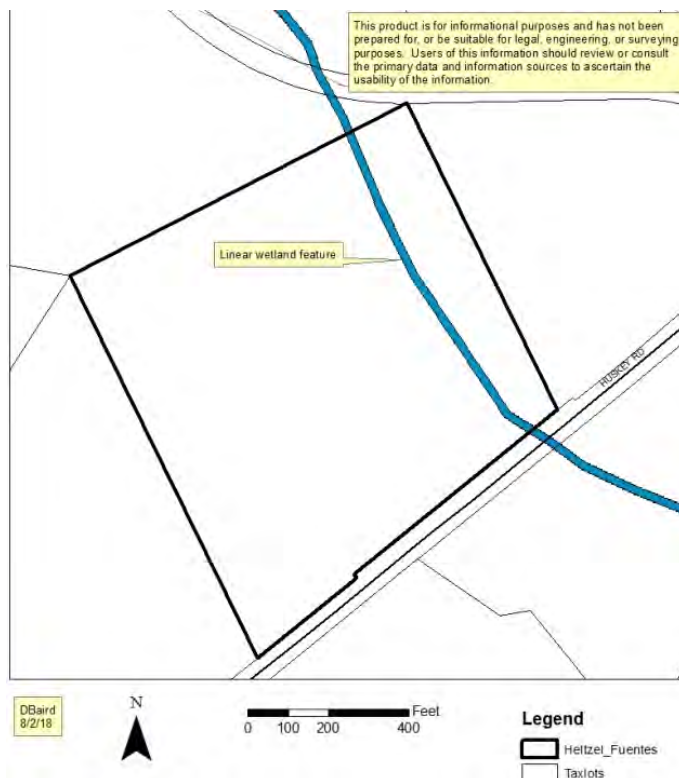 This product is for informational purposes and has not been
prepared for, or be suitable for legal, engineering, or surveying
purposes. Users of this information should review or consult
the primary data and information sources to ascertain the
usability of the information.
Linear wetland feature
HUSKEY RD
DBaird
8/2/18
N
Feet
0 100 200 400
Legend
Heltzel_Fuentes
Taxlots